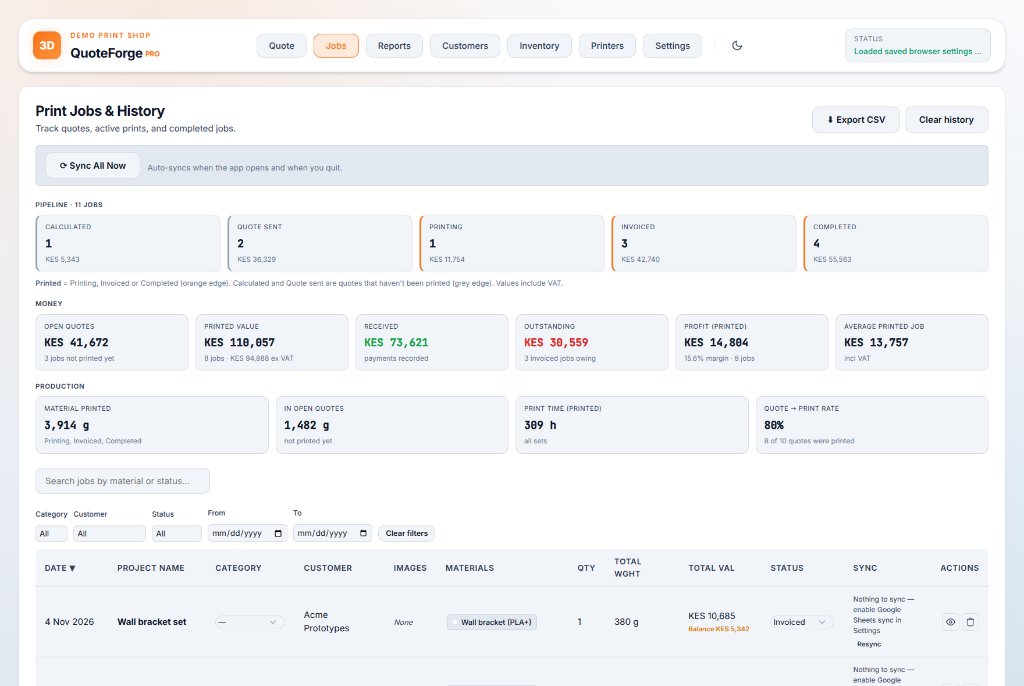 3D
DEMO PRINT SHOP
QuoteForge PRO
Quote
Jobs
Reports
Customers
Inventory
Printers
Settings
STATUS
Loaded saved browser settings ...
Print Jobs & History
Track quotes, active prints, and completed jobs.
⬇ Export CSV
Clear history
⟳ Sync All Now
Auto-syncs when the app opens and when you quit.
PIPELINE · 11 JOBS
CALCULATED
1
KES 5,343
QUOTE SENT
2
KES 36,329
PRINTING
1
KES 11,754
INVOICED
3
KES 42,740
COMPLETED
4
KES 55,563
Printed = Printing, Invoiced or Completed (orange edge). Calculated and Quote sent are quotes that haven't been printed (grey edge). Values include VAT.
MONEY
OPEN QUOTES
KES 41,672
3 jobs not printed yet
PRINTED VALUE
KES 110,057
8 jobs · KES 94,888 ex VAT
RECEIVED
KES 73,621
payments recorded
OUTSTANDING
KES 30,559
3 invoiced jobs owing
PROFIT (PRINTED)
KES 14,804
15.6% margin · 8 jobs
AVERAGE PRINTED JOB
KES 13,757
incl VAT
PRODUCTION
MATERIAL PRINTED
3,914 g
Printing, Invoiced, Completed
IN OPEN QUOTES
1,482 g
not printed yet
PRINT TIME (PRINTED)
309 h
all sets
QUOTE → PRINT RATE
80%
8 of 10 quotes were printed
Search jobs by material or status...
Category
Customer
Status
From
To
All
All
All
mm/dd/yyyy
mm/dd/yyyy
Clear filters
DATE ▼
PROJECT NAME
CATEGORY
CUSTOMER
IMAGES
MATERIALS
QTY
TOTAL WGHT
TOTAL VAL
STATUS
SYNC
ACTIONS
4 Nov 2026
Wall bracket set
—
Acme
Prototypes
None
Wall bracket (PLA+)
1
380 g
KES 10,685
Balance KES 5,342
Invoiced
Nothing to sync —
enable Google
Sheets sync in
Settings
Resync
Nothing to sync —
enable Google